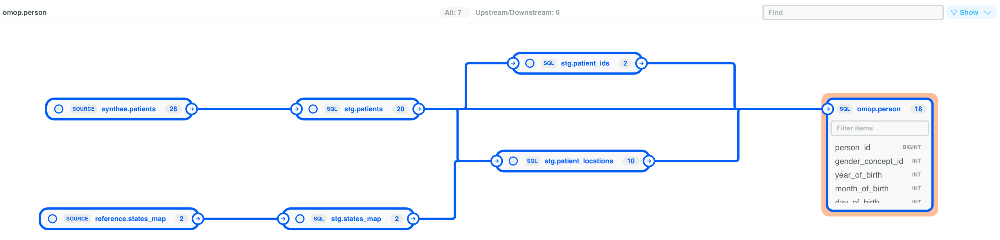 omop.person
All: 7
Upstream/Downstream: 6
Find
Show
SQL stg.patient_ids 2
SOURCE synthea.patients 28
SQL stg.patients 20
SQL omop.person 18
Filter items
person_id BIGINT
gender_concept_id INT
year_of_birth INT
month_of_birth INT
day_of_birth INT
SQL stg.patient_locations 10
SOURCE reference.states_map 2
SQL stg.states_map 2